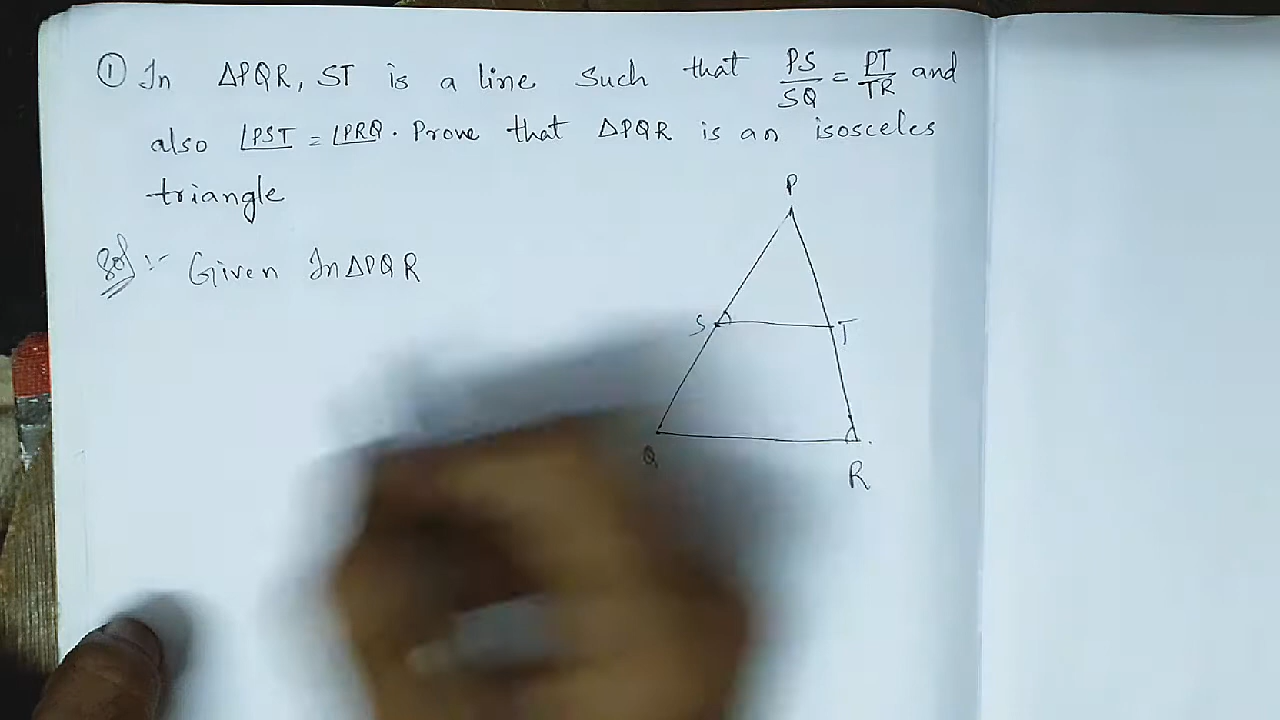 ① In ΔPQR, ST is a line such that PS/SQ = PT/TR and
also ∠PST = ∠PRQ. Prove that ΔPQR is an isosceles
triangle
Sol:- Given In ΔPQR
P
S T
Q
R